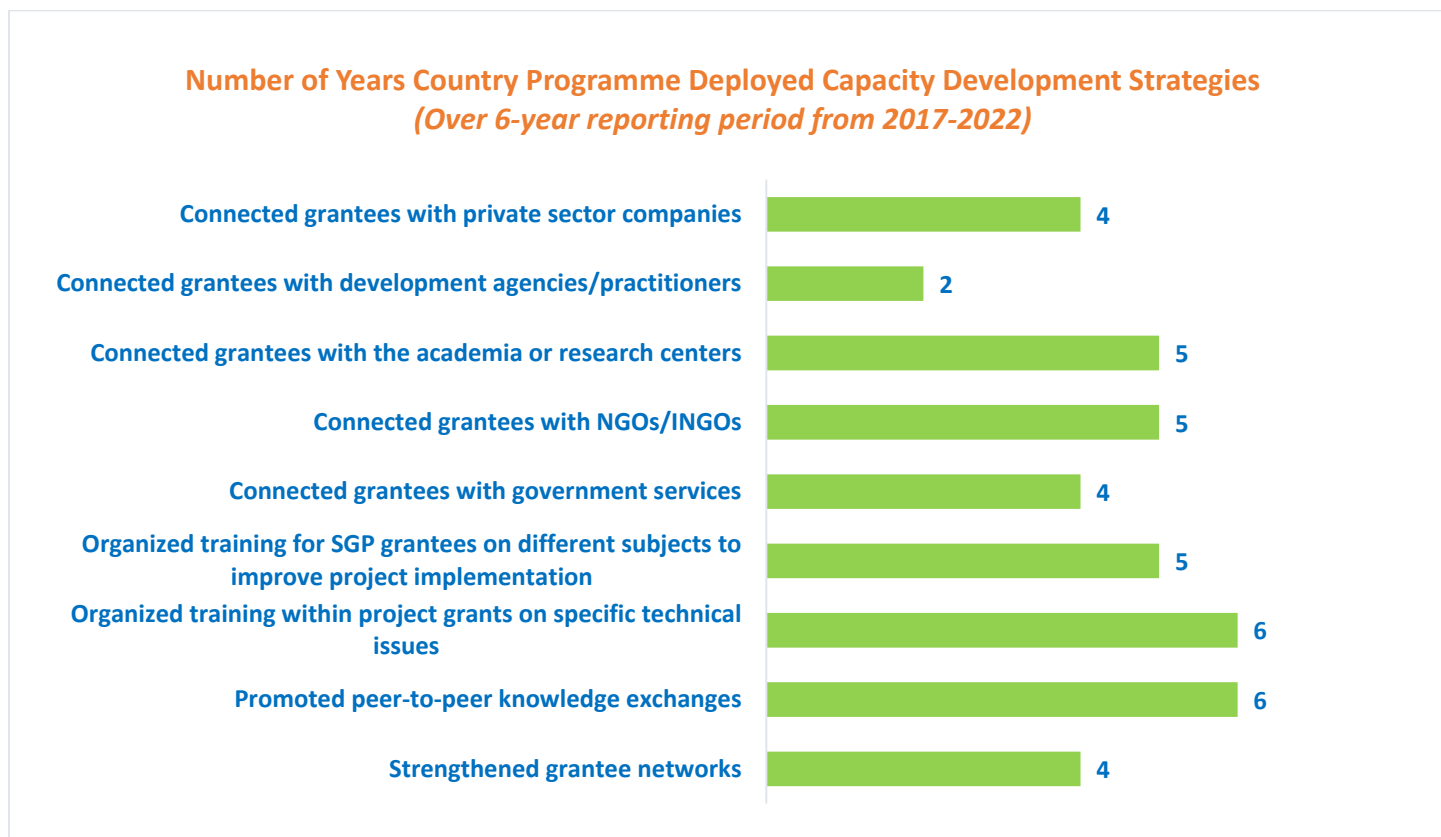 Number of Years Country Programme Deployed Capacity Development Strategies
(Over 6-year reporting period from 2017-2022)
Connected grantees with private sector companies 4
Connected grantees with development agencies/practitioners 2
Connected grantees with the academia or research centers 5
Connected grantees with NGOs/INGOs 5
Connected grantees with government services 4
Organized training for SGP grantees on different subjects to
improve project implementation 5
Organized training within project grants on specific technical
issues 6
Promoted peer-to-peer knowledge exchanges 6
Strengthened grantee networks 4